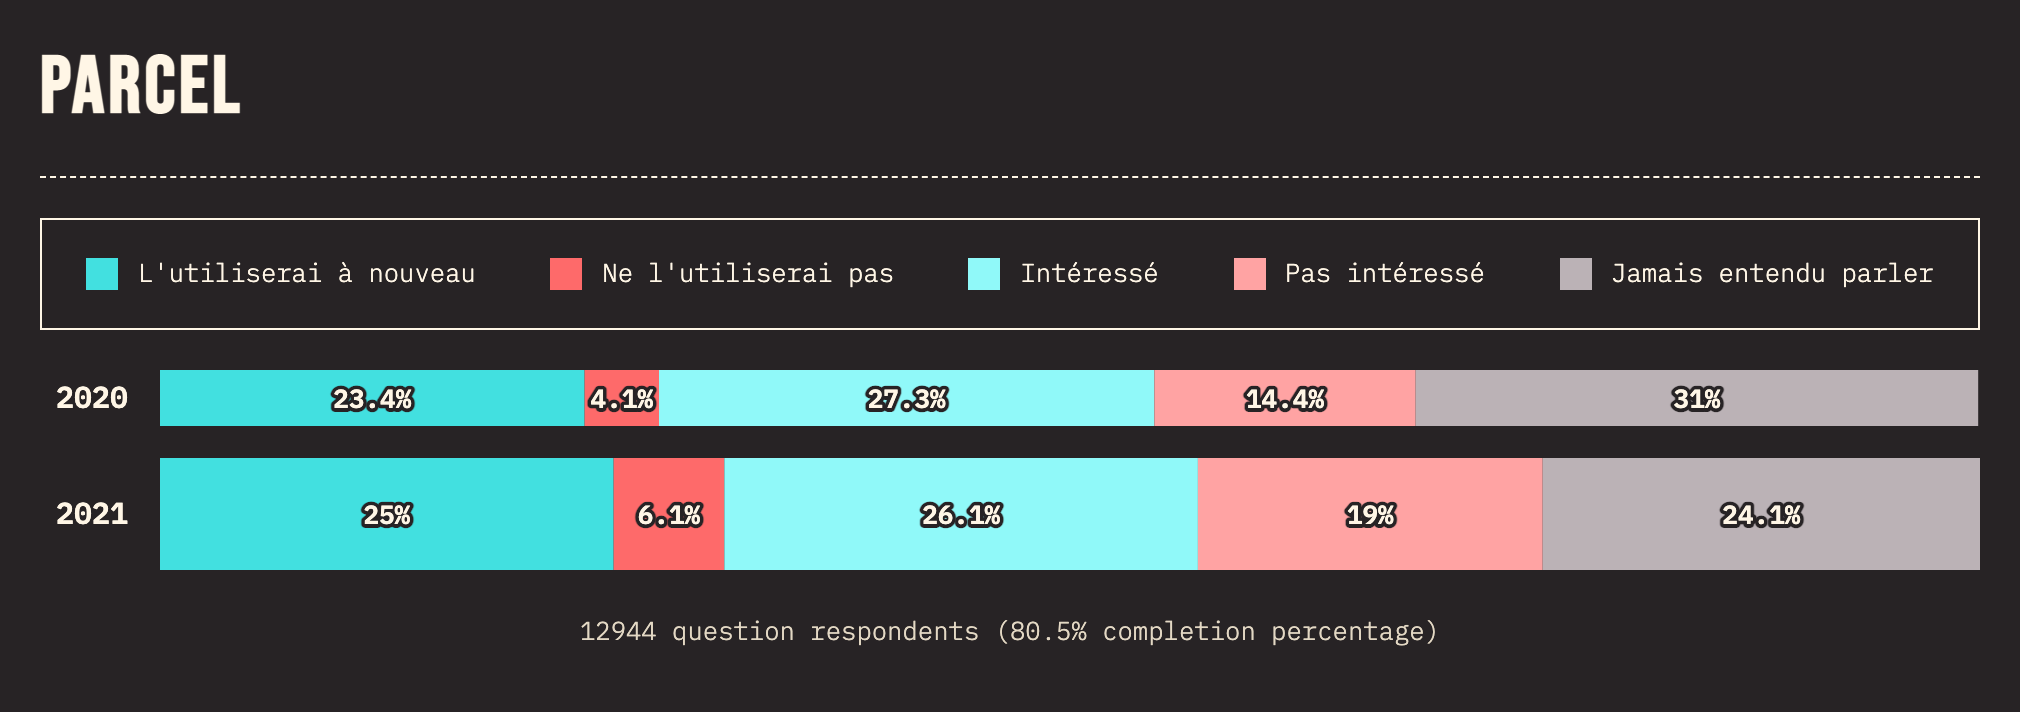 PARCEL
L'utiliserai à nouveau Ne l'utiliserai pas Intéressé Pas intéressé Jamais entendu parler
2020 23.4% 4.1% 27.3% 14.4% 31%
2021 25% 6.1% 26.1% 19% 24.1%
12944 question respondents (80.5% completion percentage)